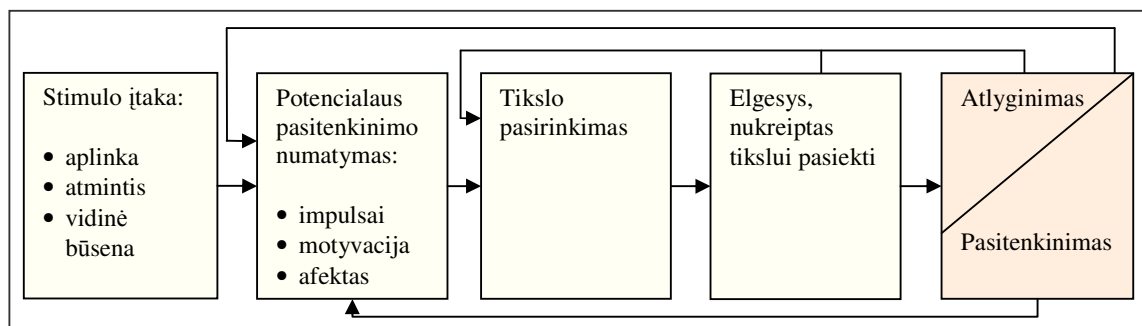 Stimulo įtaka:
• aplinka
• atmintis
• vidinė
būsena
Potencialaus
pasitenkinimo
numatymas:
• impulsai
• motyvacija
• afektas
Tikslo
pasirinkimas
Elgesys,
nukreiptas
tikslui pasiekti
Atlyginimas
Pasitenkinimas